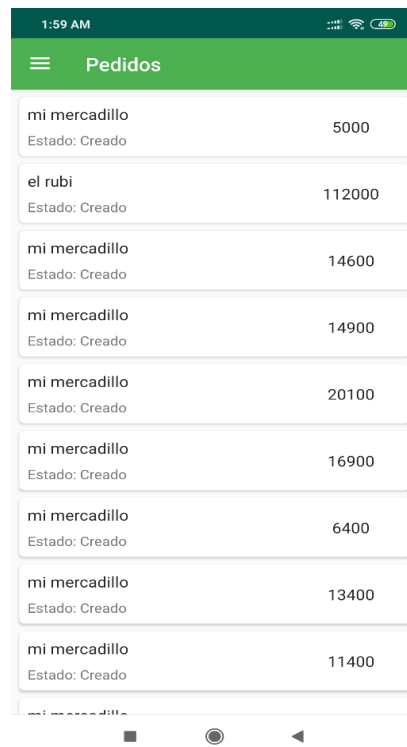 1:59 AM
49
Pedidos
mi mercadillo
Estado: Creado
5000
el rubi
Estado: Creado
112000
mi mercadillo
Estado: Creado
14600
mi mercadillo
Estado: Creado
14900
mi mercadillo
Estado: Creado
20100
mi mercadillo
Estado: Creado
16900
mi mercadillo
Estado: Creado
6400
mi mercadillo
Estado: Creado
13400
mi mercadillo
Estado: Creado
11400
mi mercadillo